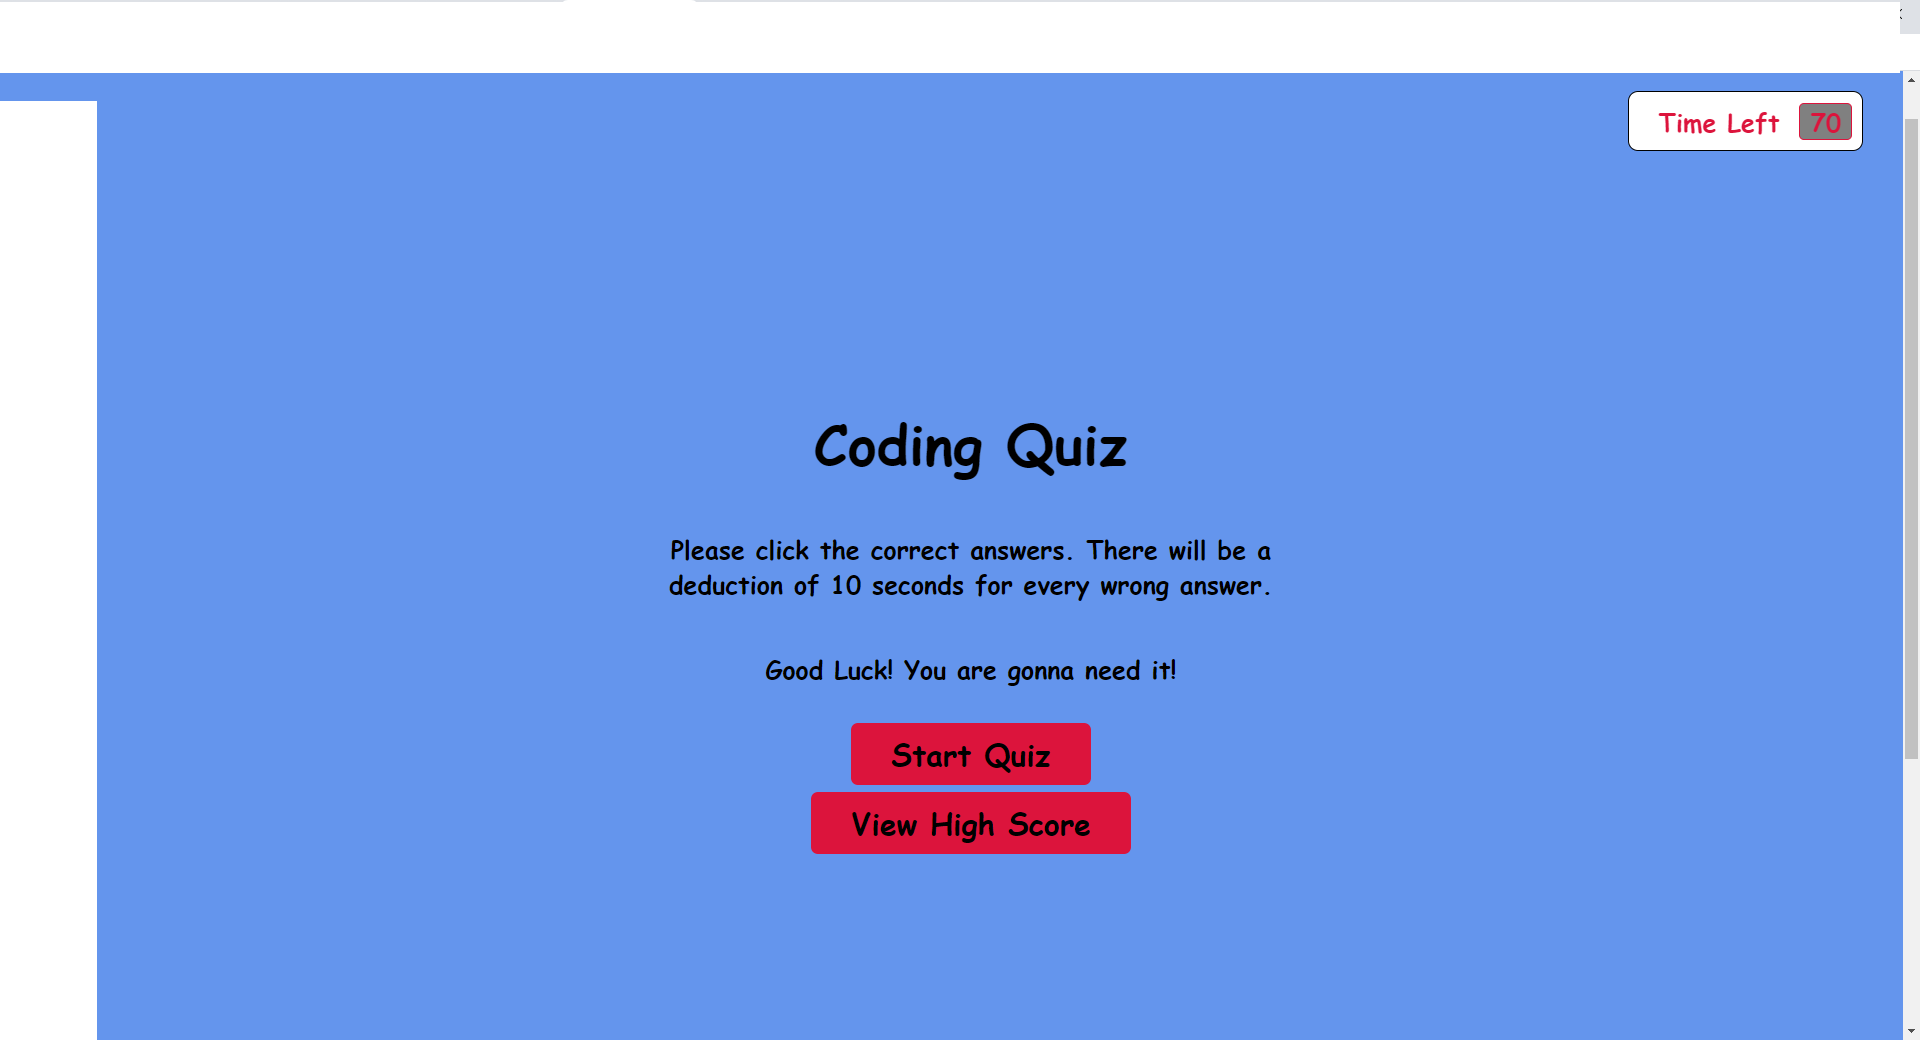 Time Left 70
Coding Quiz
Please click the correct answers. There will be a
deduction of 10 seconds for every wrong answer.
Good Luck! You are gonna need it!
Start Quiz
View High Score